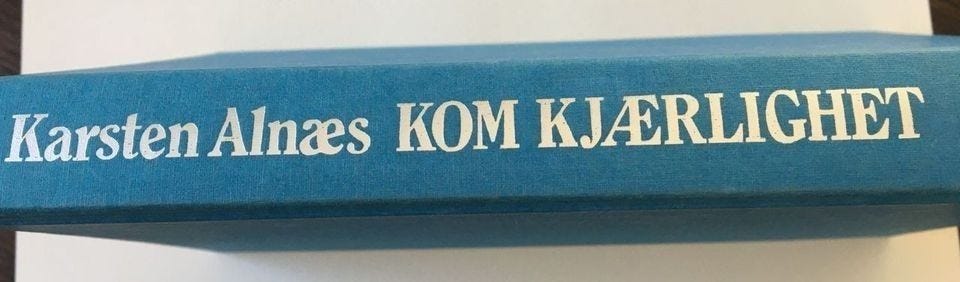 Karsten Alnæs KOM KJÆRLIGHET